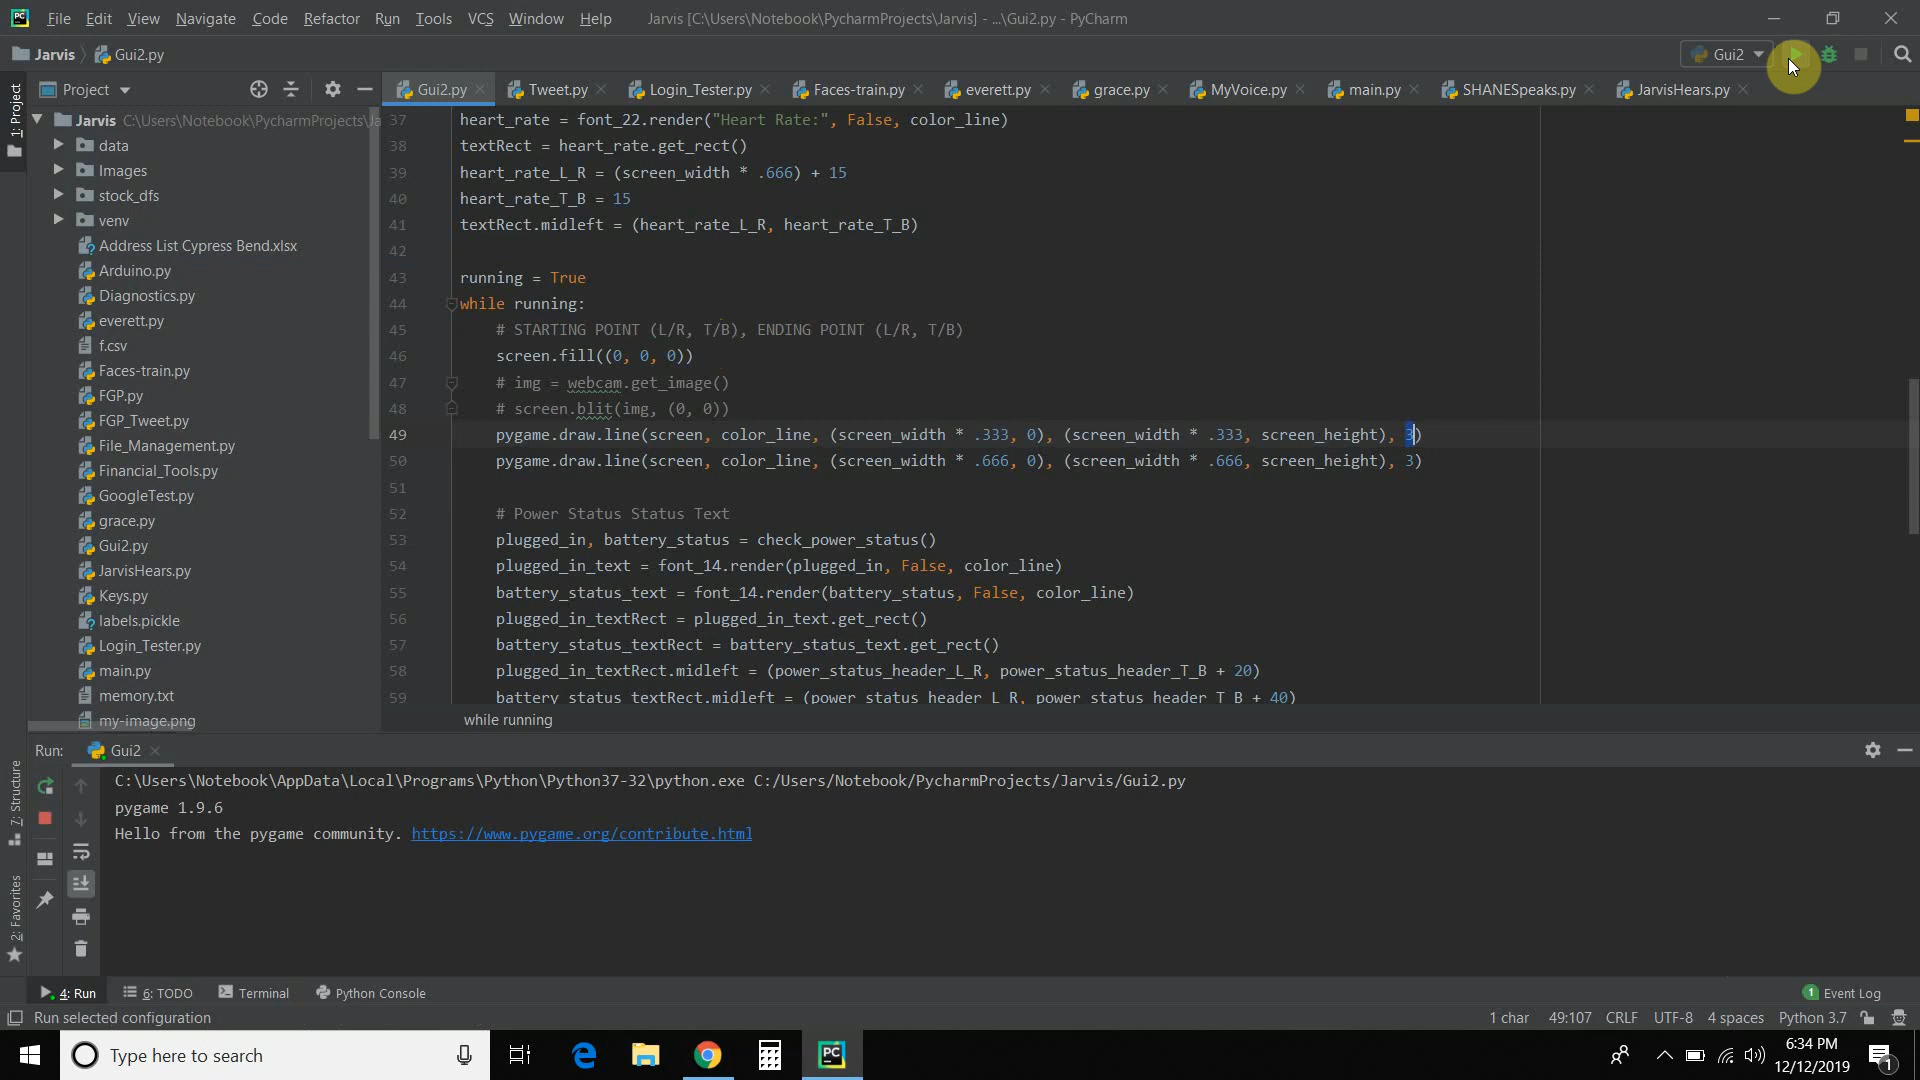 File Edit View Navigate Code Refactor Run Tools VCS Window Help Jarvis [C:\Users\Notebook\PycharmProjects\Jarvis] - ...\Gui2.py - PyCharm
Jarvis Gui2.py Gui2
Project Gui2.py Tweet.py Login_Tester.py Faces-train.py everett.py grace.py MyVoice.py main.py SHANESpeaks.py JarvisHears.py
1: Project
Jarvis C:\Users\Notebook\PycharmProjects\Ja
data
Images
stock_dfs
venv
Address List Cypress Bend.xlsx
Arduino.py
Diagnostics.py
everett.py
f.csv
Faces-train.py
FGP.py
FGP_Tweet.py
File_Management.py
Financial_Tools.py
GoogleTest.py
grace.py
Gui2.py
JarvisHears.py
Keys.py
labels.pickle
Login_Tester.py
main.py
memory.txt
my-image.png
37 heart_rate = font_22.render("Heart Rate:", False, color_line)
38 textRect = heart_rate.get_rect()
39 heart_rate_L_R = (screen_width * .666) + 15
40 heart_rate_T_B = 15
41 textRect.midleft = (heart_rate_L_R, heart_rate_T_B)
42
43 running = True
44 while running:
45 # STARTING POINT (L/R, T/B), ENDING POINT (L/R, T/B)
46 screen.fill((0, 0, 0))
47 # img = webcam.get_image()
48 # screen.blit(img, (0, 0))
49 pygame.draw.line(screen, color_line, (screen_width * .333, 0), (screen_width * .333, screen_height), 3)
50 pygame.draw.line(screen, color_line, (screen_width * .666, 0), (screen_width * .666, screen_height), 3)
51
52 # Power Status Status Text
53 plugged_in, battery_status = check_power_status()
54 plugged_in_text = font_14.render(plugged_in, False, color_line)
55 battery_status_text = font_14.render(battery_status, False, color_line)
56 plugged_in_textRect = plugged_in_text.get_rect()
57 battery_status_textRect = battery_status_text.get_rect()
58 plugged_in_textRect.midleft = (power_status_header_L_R, power_status_header_T_B + 20)
59 battery_status_textRect.midleft = (power_status_header_L_R, power_status_header_T_B + 40)
while running
Run: Gui2
7: Structure
2: Favorites
C:\Users\Notebook\AppData\Local\Programs\Python\Python37-32\python.exe C:/Users/Notebook/PycharmProjects/Jarvis/Gui2.py
pygame 1.9.6
Hello from the pygame community. https://www.pygame.org/contribute.html
4: Run 6: TODO Terminal Python Console 1 Event Log
Run selected configuration 1 char 49:107 CRLF UTF-8 4 spaces Python 3.7
Type here to search PC 6:34 PM
12/12/2019 1